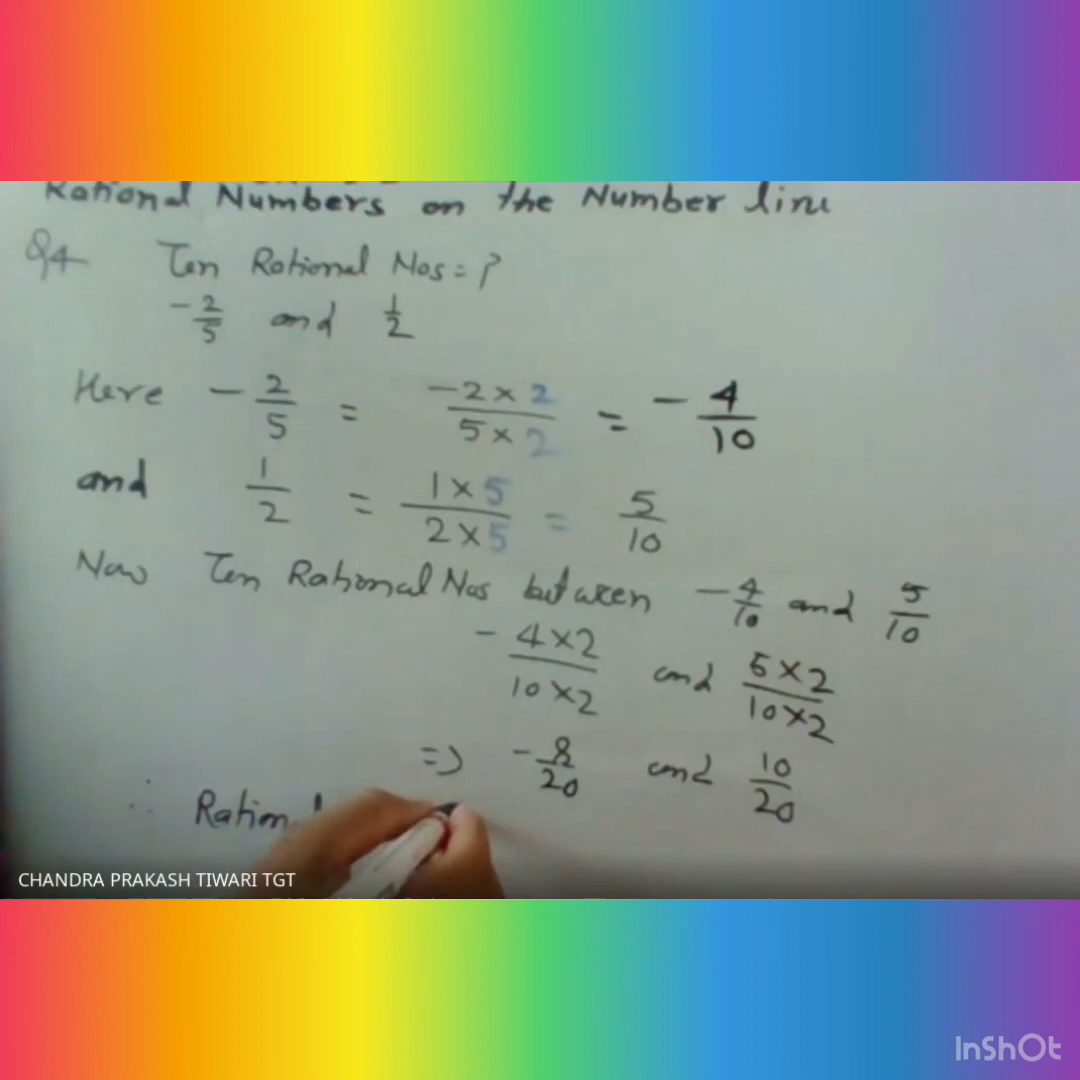 Rational Numbers on the Number line
Q4 Ten Rational Nos = ?
-2/5 and 1/2
Here -2/5 = -2×2/5×2 = -4/10
and 1/2 = 1×5/2×5 = 5/10
Now Ten Rational Nos between -4/10 and 5/10
-4×2/10×2 and 5×2/10×2
=> -8/20 and 10/20
∴ Ration
CHANDRA PRAKASH TIWARI TGT
InShOt